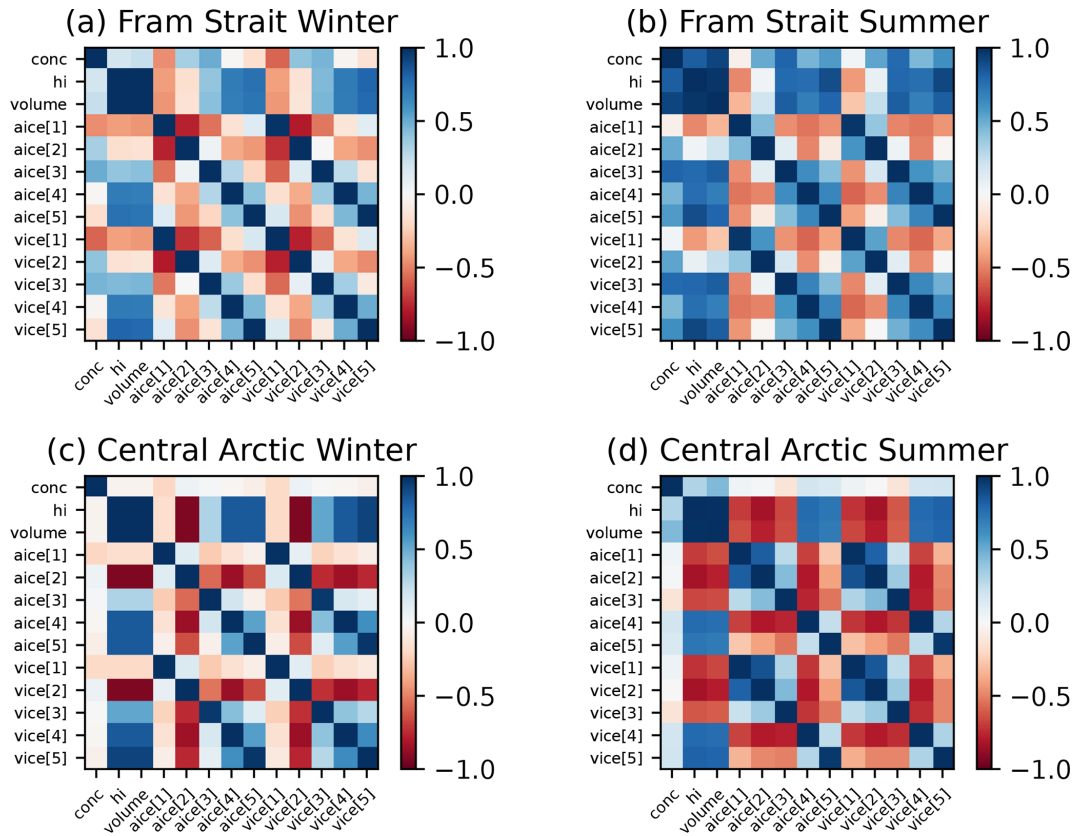 (a) Fram Strait Winter
conc
hi
volume
aice[1]
aice[2]
aice[3]
aice[4]
aice[5]
vice[1]
vice[2]
vice[3]
vice[4]
vice[5]
conc hi volume aice[1] aice[2] aice[3] aice[4] aice[5] vice[1] vice[2] vice[3] vice[4] vice[5]
1.0
0.5
0.0
−0.5
−1.0
(b) Fram Strait Summer
conc
hi
volume
aice[1]
aice[2]
aice[3]
aice[4]
aice[5]
vice[1]
vice[2]
vice[3]
vice[4]
vice[5]
conc hi volume aice[1] aice[2] aice[3] aice[4] aice[5] vice[1] vice[2] vice[3] vice[4] vice[5]
1.0
0.5
0.0
−0.5
−1.0
(c) Central Arctic Winter
conc
hi
volume
aice[1]
aice[2]
aice[3]
aice[4]
aice[5]
vice[1]
vice[2]
vice[3]
vice[4]
vice[5]
conc hi volume aice[1] aice[2] aice[3] aice[4] aice[5] vice[1] vice[2] vice[3] vice[4] vice[5]
1.0
0.5
0.0
−0.5
−1.0
(d) Central Arctic Summer
conc
hi
volume
aice[1]
aice[2]
aice[3]
aice[4]
aice[5]
vice[1]
vice[2]
vice[3]
vice[4]
vice[5]
conc hi volume aice[1] aice[2] aice[3] aice[4] aice[5] vice[1] vice[2] vice[3] vice[4] vice[5]
1.0
0.5
0.0
−0.5
−1.0